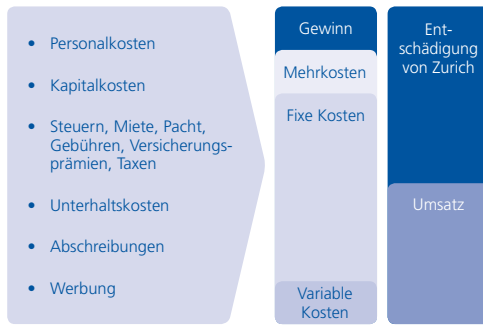 • Personalkosten
• Kapitalkosten
• Steuern, Miete, Pacht,
Gebühren, Versicherungs-
prämien, Taxen
• Unterhaltskosten
• Abschreibungen
• Werbung
Gewinn
Mehrkosten
Fixe Kosten
Variable
Kosten
Ent-
schädigung
von Zurich
Umsatz